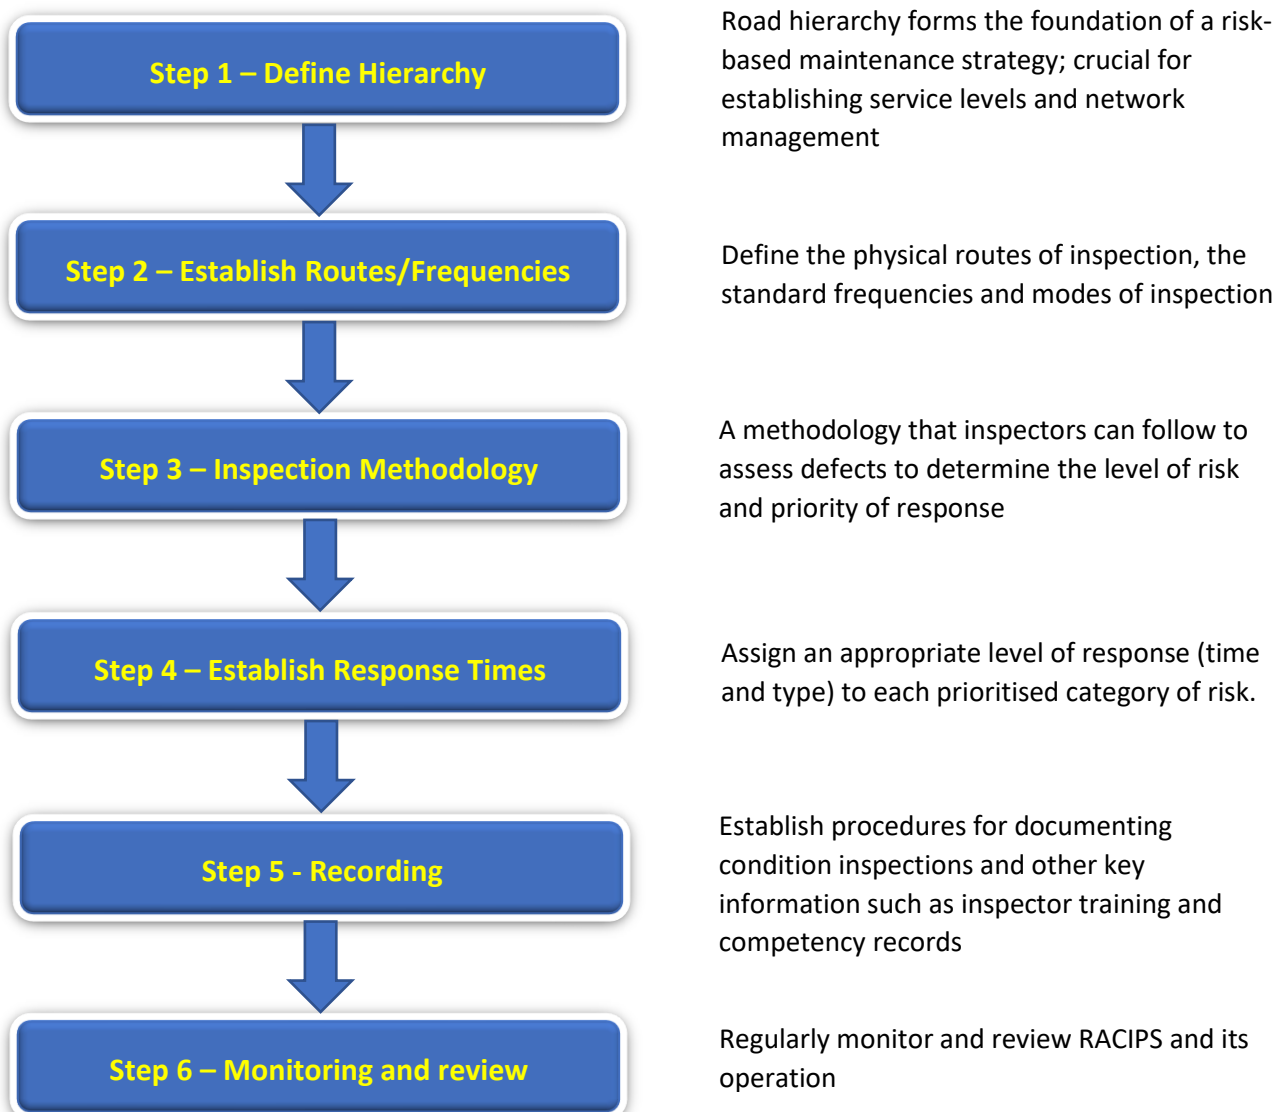 Step 1 – Define Hierarchy
Road hierarchy forms the foundation of a risk-
based maintenance strategy; crucial for
establishing service levels and network
management
Step 2 – Establish Routes/Frequencies
Define the physical routes of inspection, the
standard frequencies and modes of inspection
Step 3 – Inspection Methodology
A methodology that inspectors can follow to
assess defects to determine the level of risk
and priority of response
Step 4 – Establish Response Times
Assign an appropriate level of response (time
and type) to each prioritised category of risk.
Step 5 - Recording
Establish procedures for documenting
condition inspections and other key
information such as inspector training and
competency records
Step 6 – Monitoring and review
Regularly monitor and review RACIPS and its
operation